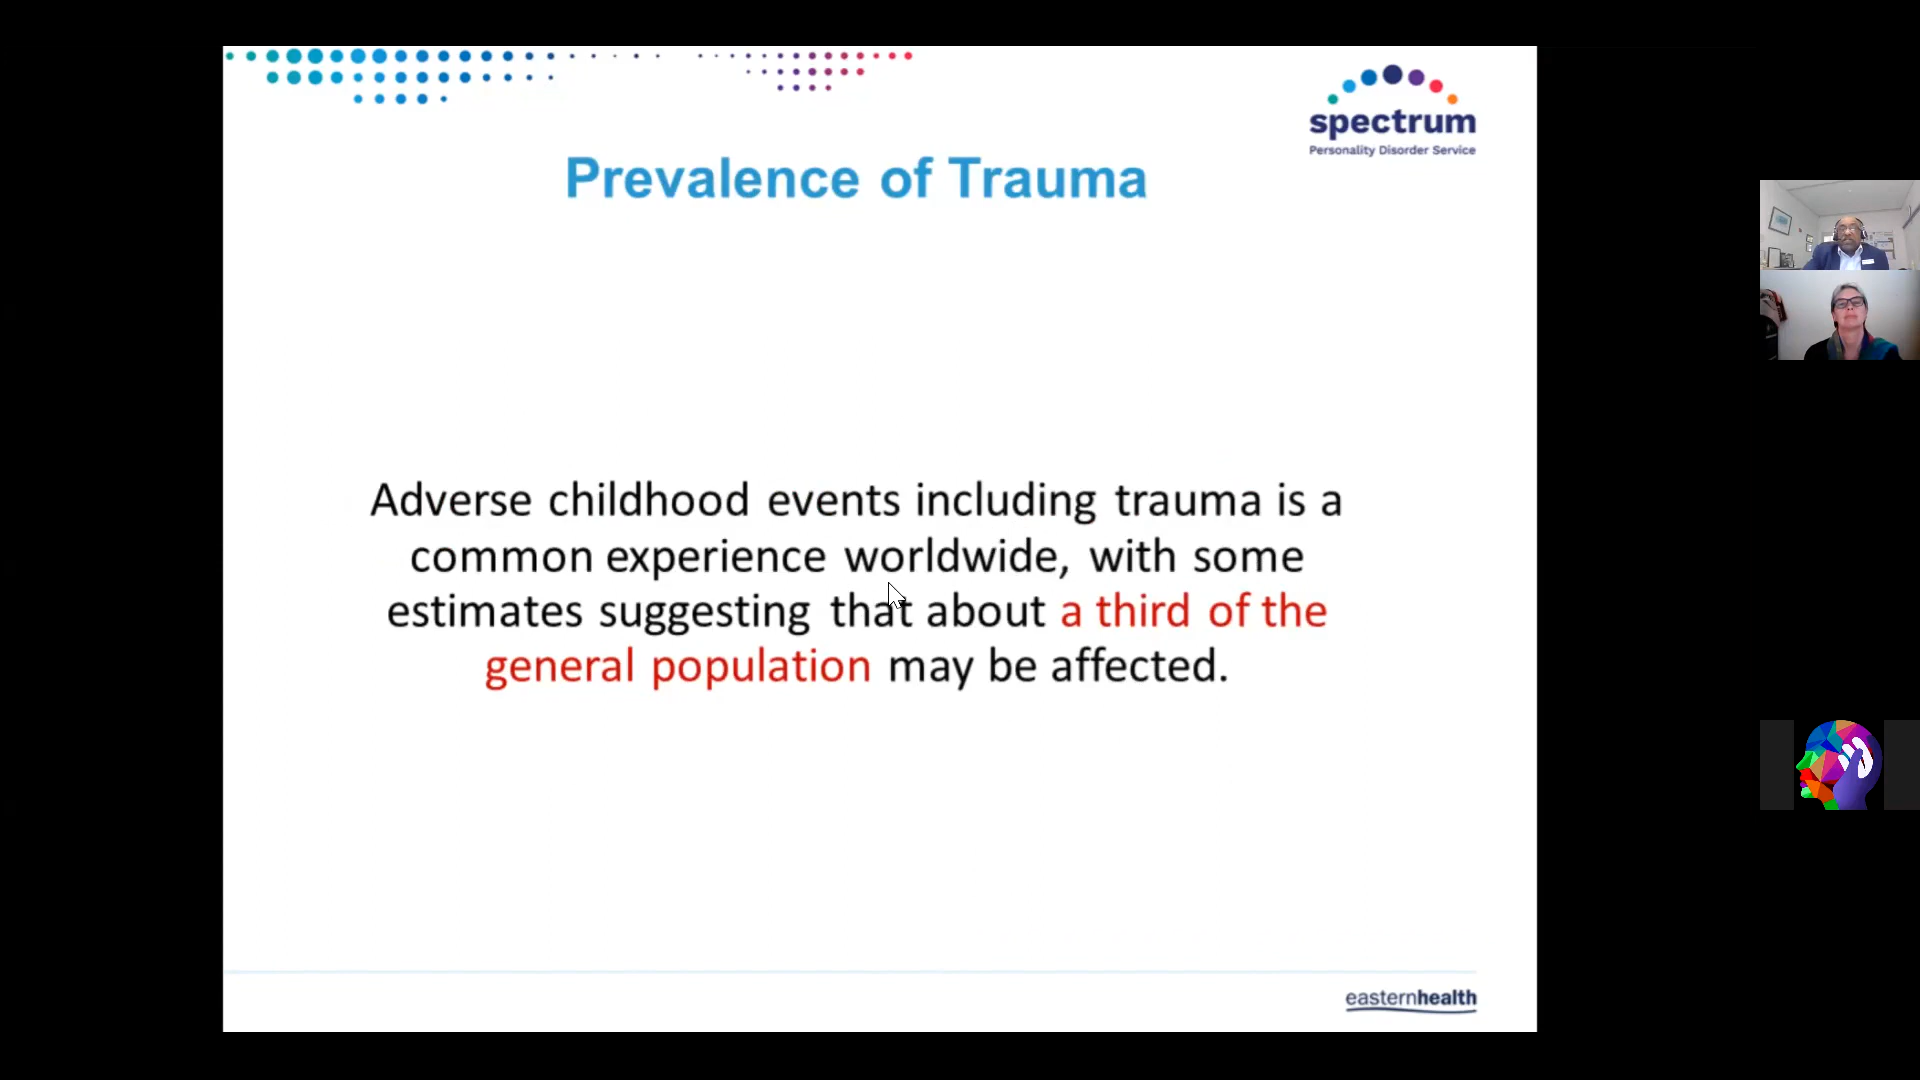 spectrum
Personality Disorder Service
Prevalence of Trauma
Adverse childhood events including trauma is a
common experience worldwide, with some
estimates suggesting that about a third of the
general population may be affected.
easternhealth